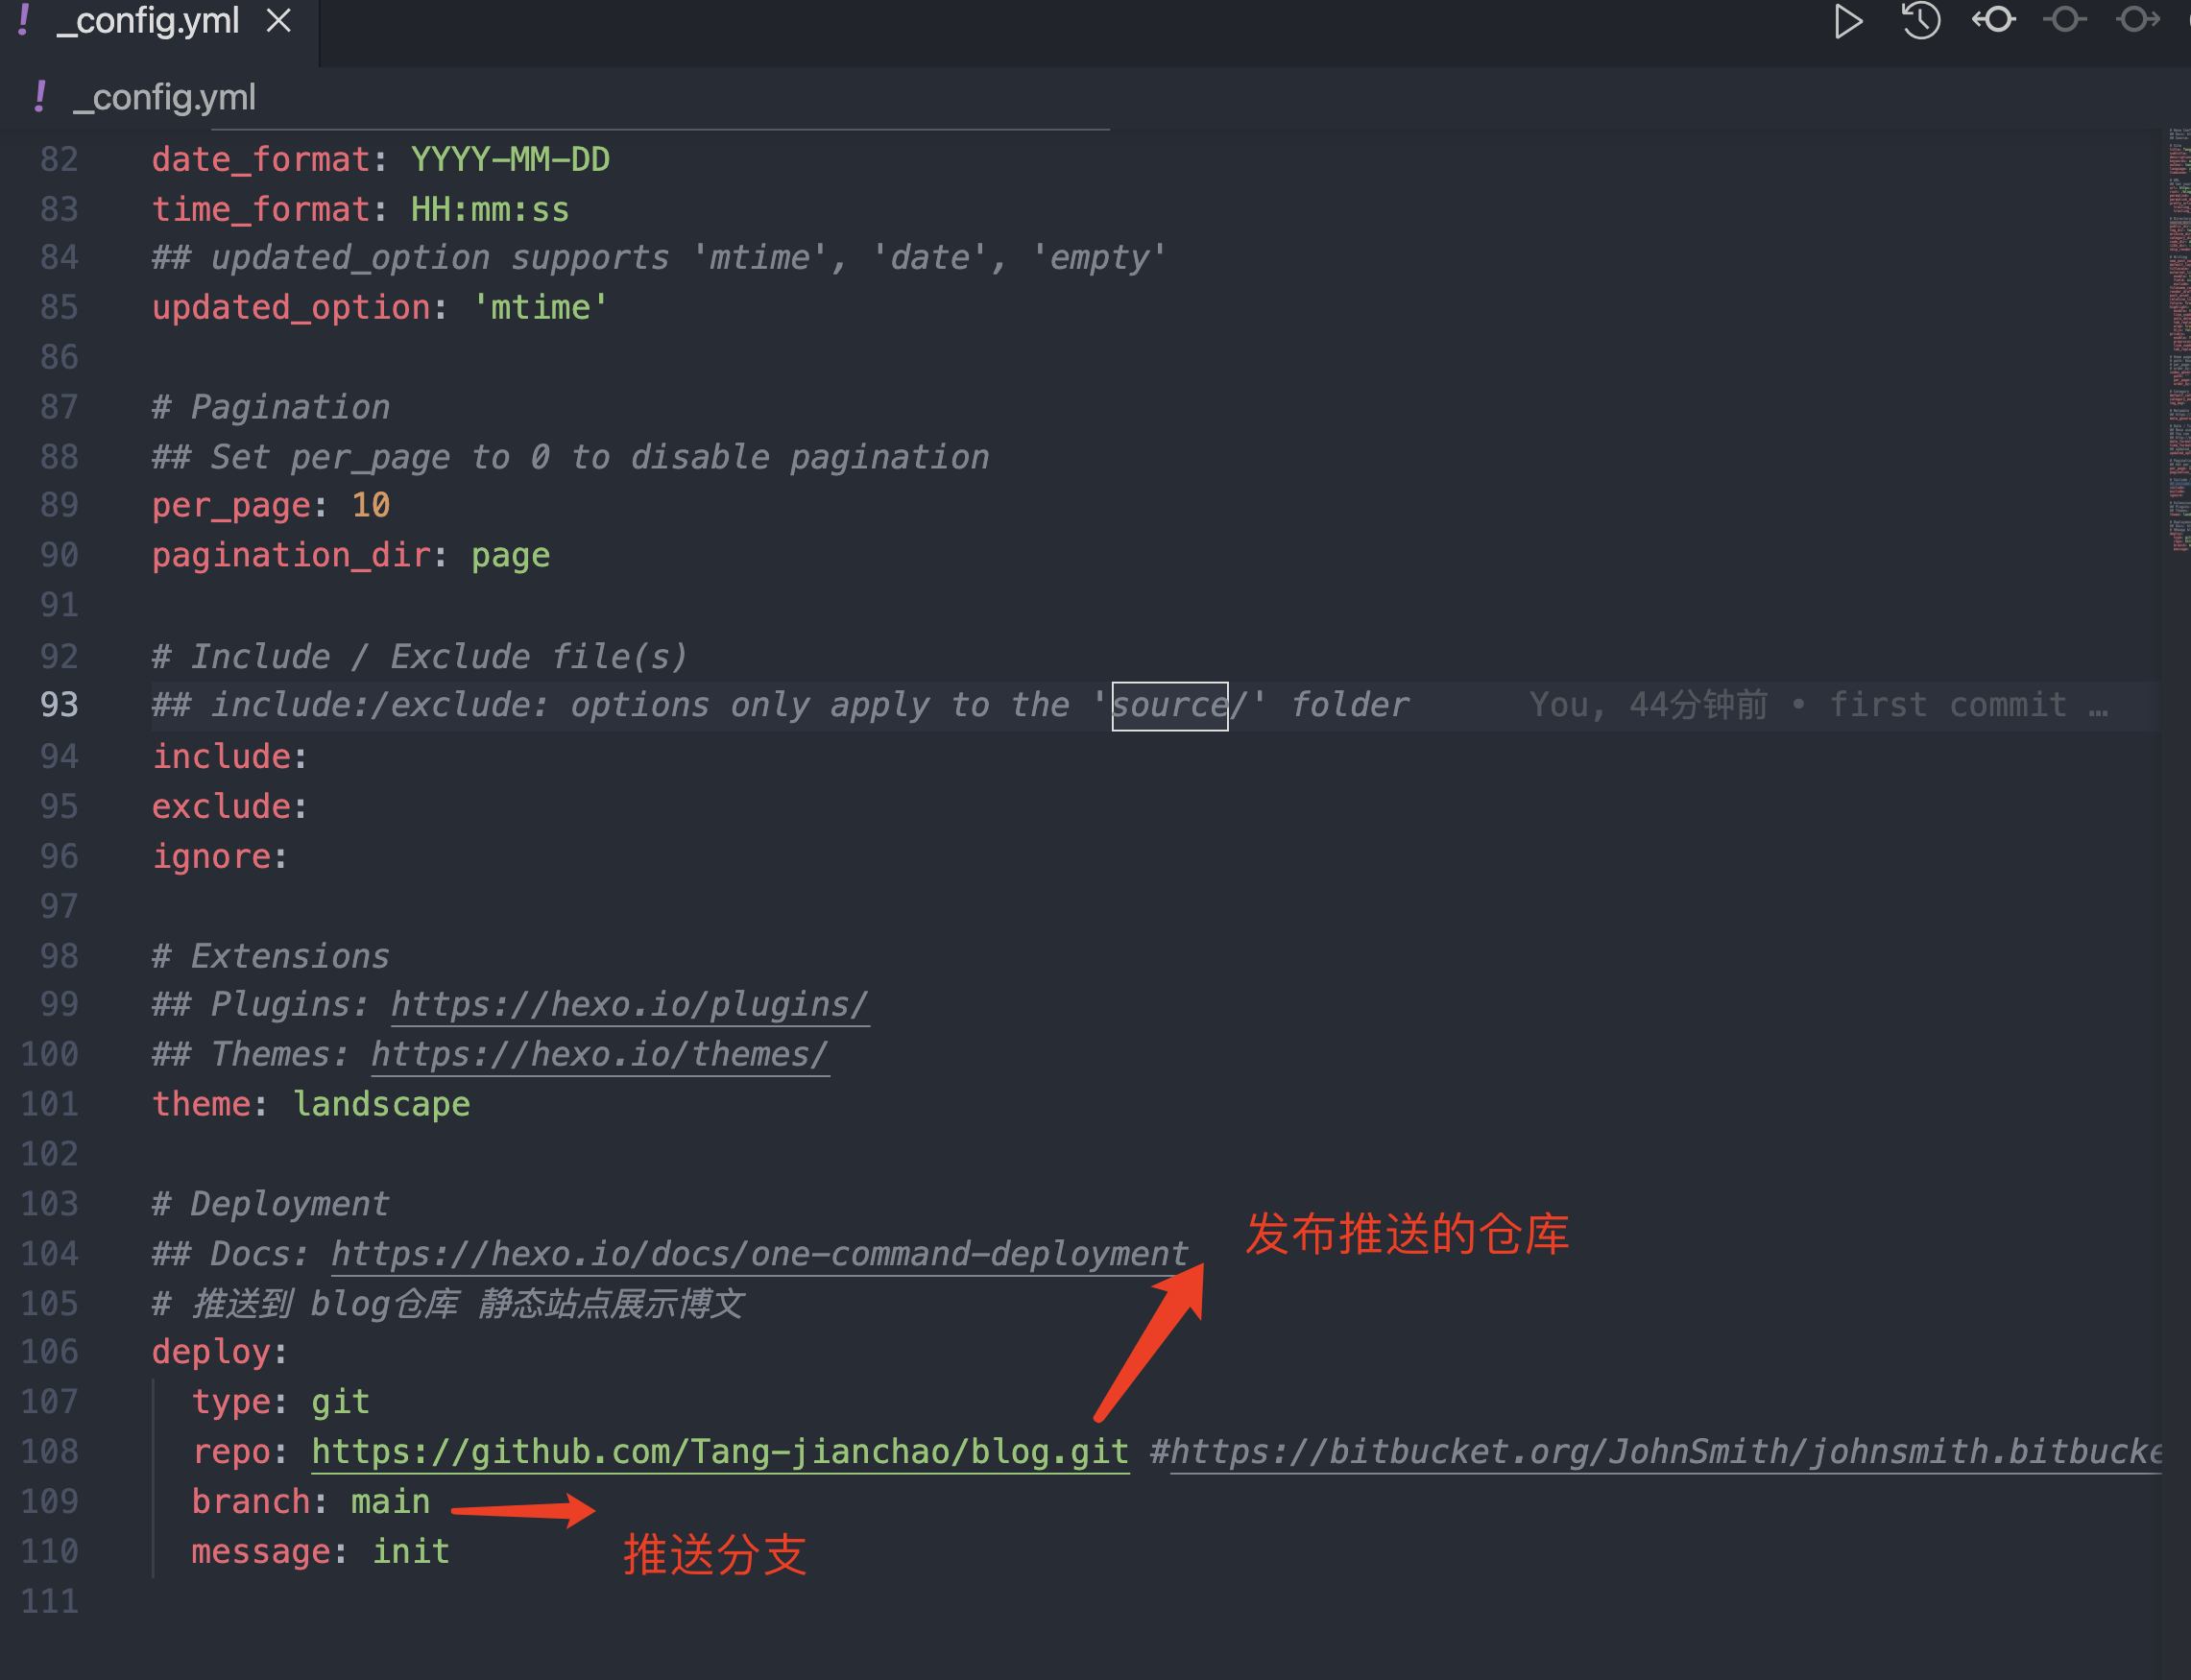 _config.yml
_config.yml
82 date_format: YYYY-MM-DD
83 time_format: HH:mm:ss
84 ## updated_option supports 'mtime', 'date', 'empty'
85 updated_option: 'mtime'
86
87 # Pagination
88 ## Set per_page to 0 to disable pagination
89 per_page: 10
90 pagination_dir: page
91
92 # Include / Exclude file(s)
93 ## include:/exclude: options only apply to the 'source/' folder You, 44分钟前 • first commit …
94 include:
95 exclude:
96 ignore:
97
98 # Extensions
99 ## Plugins: https://hexo.io/plugins/
100 ## Themes: https://hexo.io/themes/
101 theme: landscape
102
103 # Deployment
发布推送的仓库
104 ## Docs: https://hexo.io/docs/one-command-deployment
105 # 推送到 blog仓库 静态站点展示博文
106 deploy:
107 type: git
108 repo: https://github.com/Tang-jianchao/blog.git #https://bitbucket.org/JohnSmith/johnsmith.bitbucke
109 branch: main
推送分支
110 message: init
111